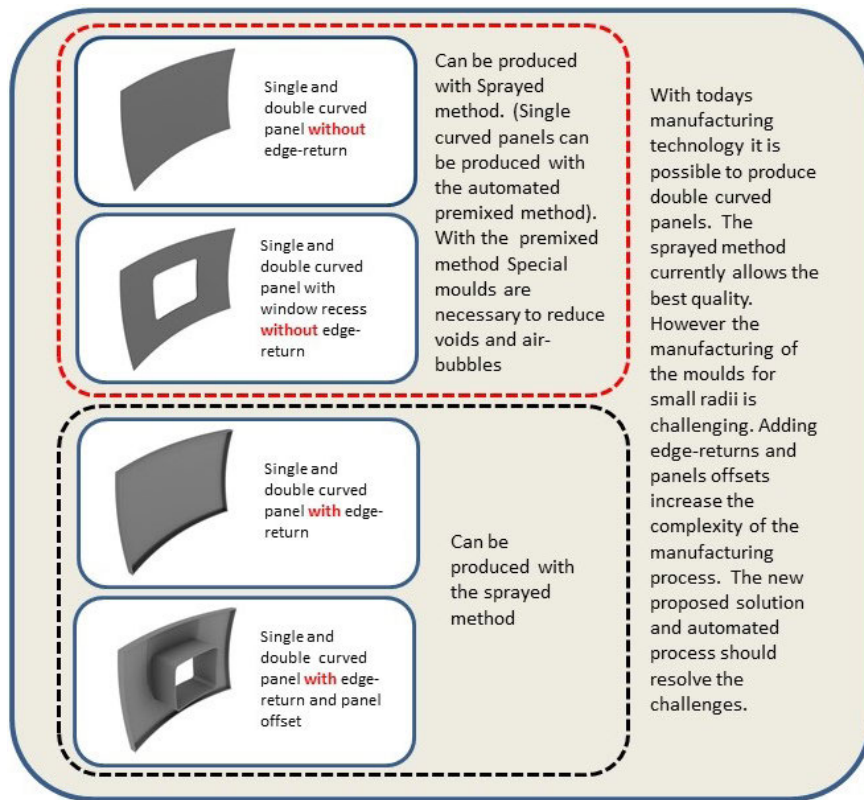 Single and
double curved
panel without
edge-return
Single and
double curved
panel with
window recess
without edge-
return
Can be produced
with Sprayed
method. (Single
curved panels can
be produced with
the automated
premixed method).
With the  premixed
method Special
moulds are
necessary to reduce
voids and air-
bubbles
Single and
double curved
panel with edge-
return
Single and
double  curved
panel with edge-
return and panel
offset
Can be
produced with
the sprayed
method
With todays
manufacturing
technology it is
possible to produce
double curved
panels.  The
sprayed method
currently allows the
best quality.
However the
manufacturing of
the moulds for
small radii is
challenging. Adding
edge-returns and
panels offsets
increase the
complexity of the
manufacturing
process.  The new
proposed solution
and automated
process should
resolve the
challenges.